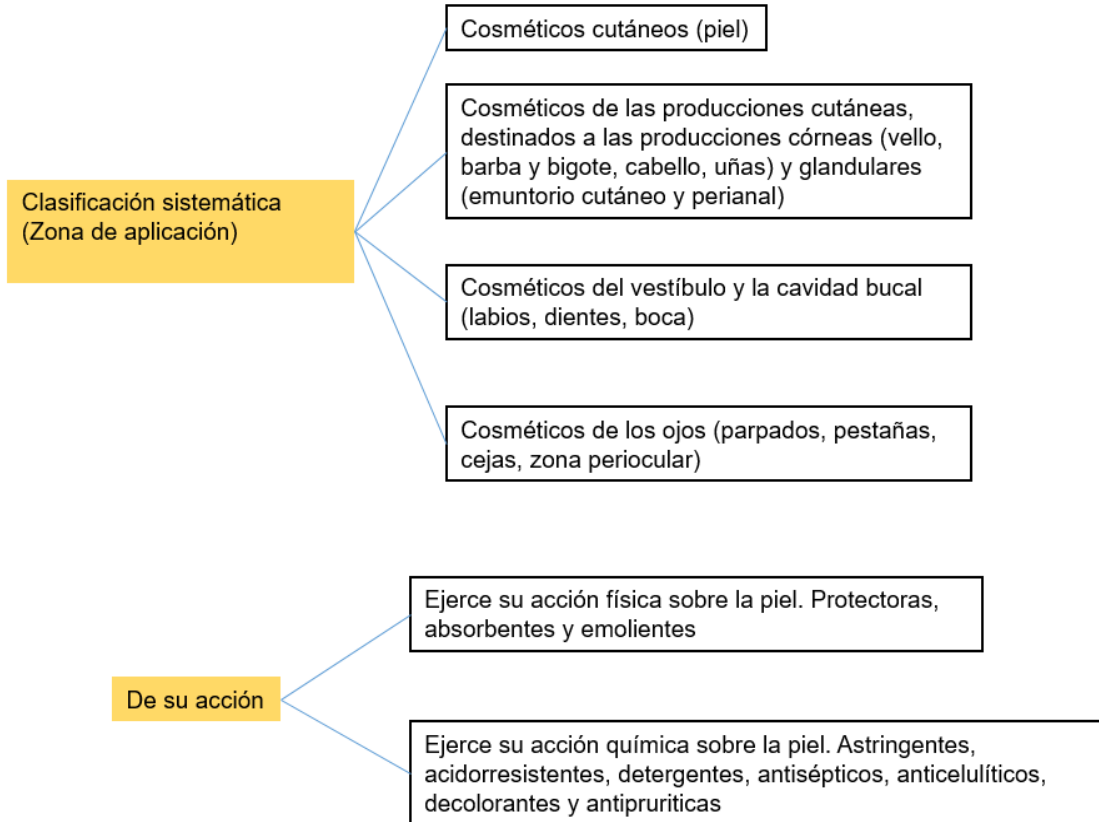 Cosméticos cutáneos (piel)
Cosméticos de las producciones cutáneas,
destinados a las producciones córneas (vello,
barba y bigote, cabello, uñas) y glandulares
(emuntorio cutáneo y perianal)
Clasificación sistemática
(Zona de aplicación)
Cosméticos del vestíbulo y la cavidad bucal
(labios, dientes, boca)
Cosméticos de los ojos (parpados, pestañas,
cejas, zona periocular)
Ejerce su acción física sobre la piel. Protectoras,
absorbentes y emolientes
De su acción
Ejerce su acción química sobre la piel. Astringentes,
acidorresistentes, detergentes, antisépticos, anticelulíticos,
decolorantes y antipruriticas